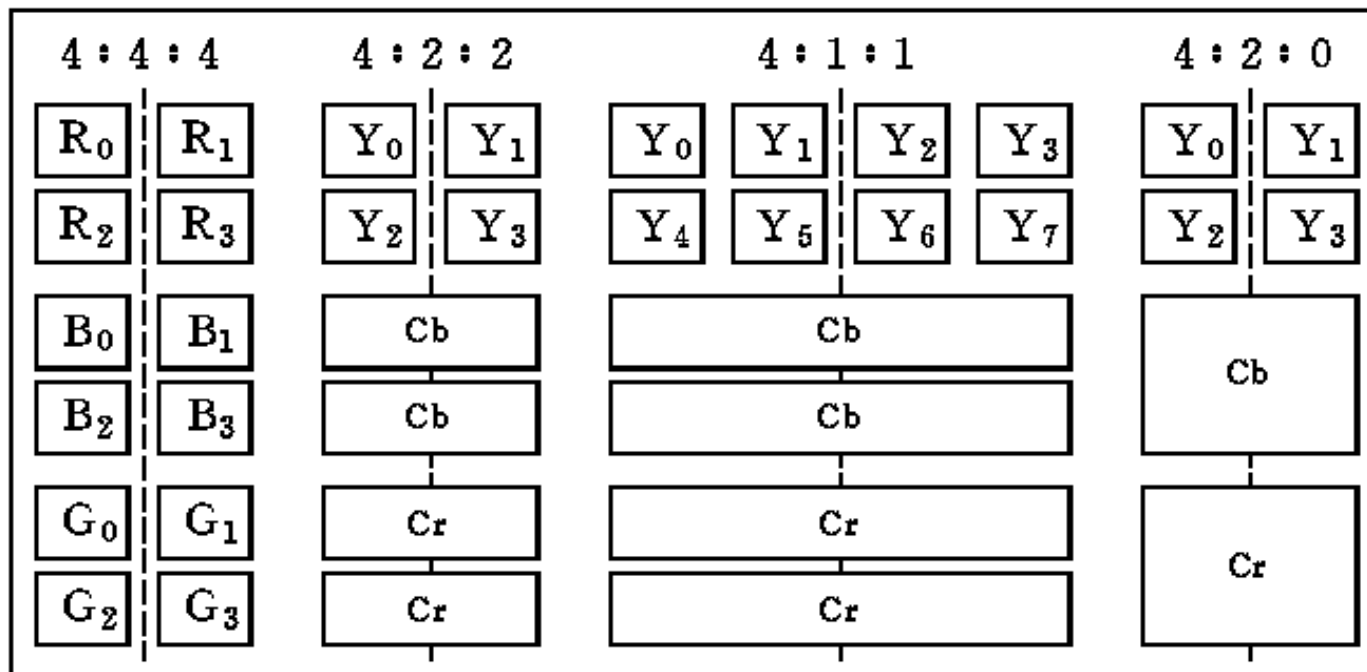 4:4:4 4:2:2 4:1:1 4:2:0
R0 R1 Y0 Y1 Y0 Y1 Y2 Y3 Y0 Y1
R2 R3 Y2 Y3 Y4 Y5 Y6 Y7 Y2 Y3
B0 B1 Cb Cb
Cb
B2 B3 Cb Cb
G0 G1 Cr Cr
Cr
G2 G3 Cr Cr